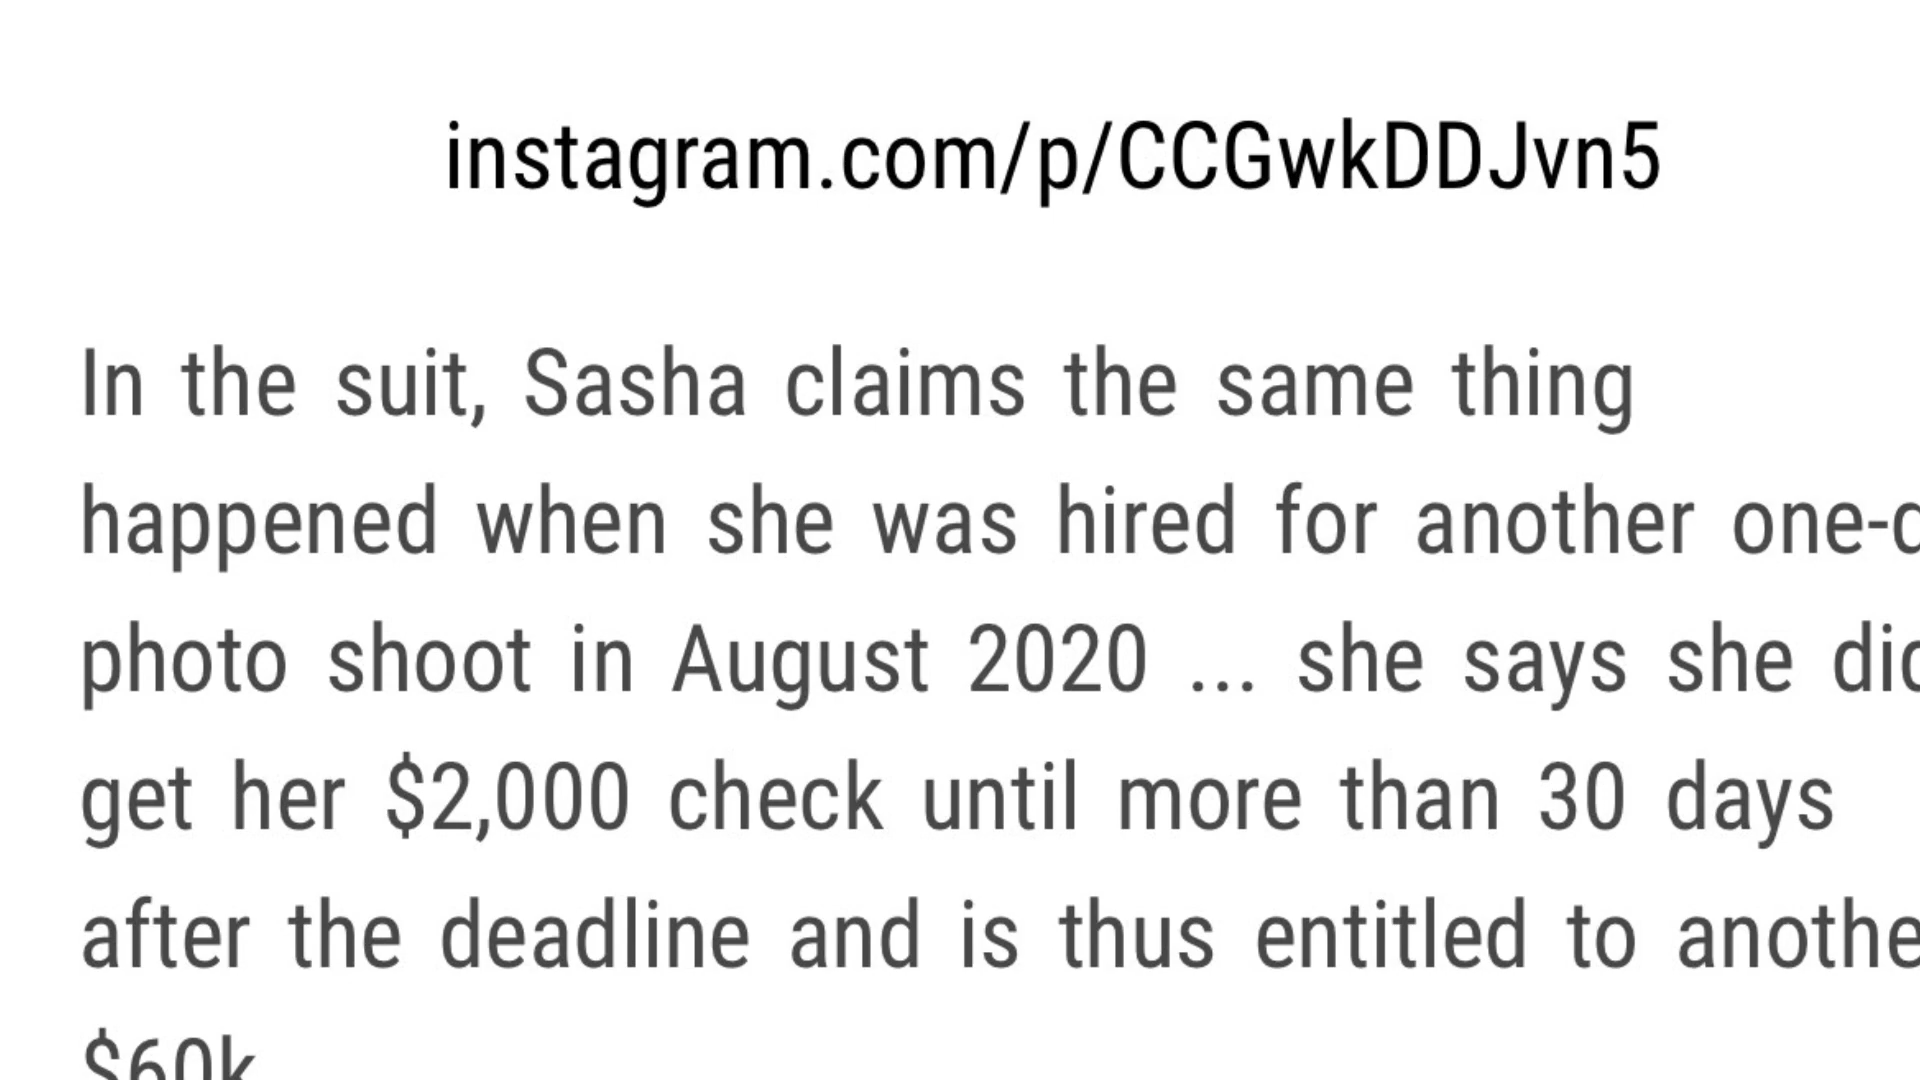 instagram.com/p/CCGwkDDJvn5
In the suit, Sasha claims the same thing
happened when she was hired for another
photo shoot in August 2020 ... she says she
get her $2,000 check until more than 30 days
after the deadline and is thus entitled to
$60k